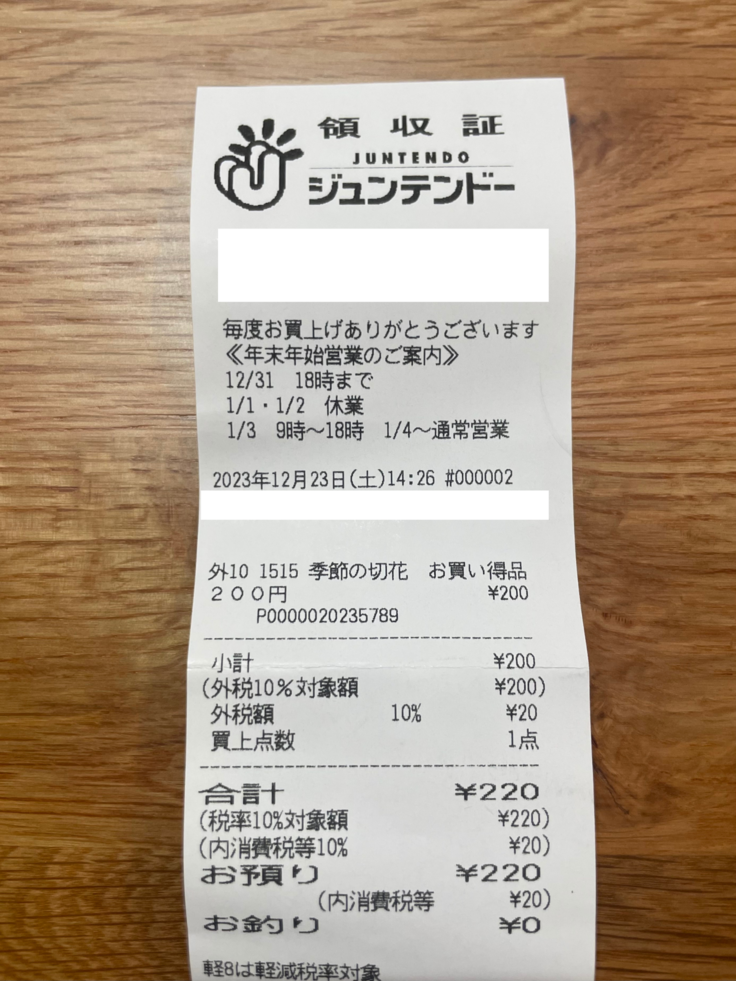 領収証
JUNTENDO
ジュンテンドー
毎度お買上げありがとうございます
《年末年始営業のご案内》
12/31 18時まで
1/1・1/2 休業
1/3 9時～18時 1/4～通常営業
2023年12月23日(土)14:26 #000002
外10 1515 季節の切花 お買い得品
２００円 ¥200
P0000020235789
小計 ¥200
(外税10%対象額 ¥200)
外税額 10% ¥20
買上点数 1点
合計 ¥220
(税率10%対象額 ¥220)
(内消費税等10% ¥20)
お預り ¥220
(内消費税等 ¥20)
お釣り ¥0
軽8は軽減税率対象